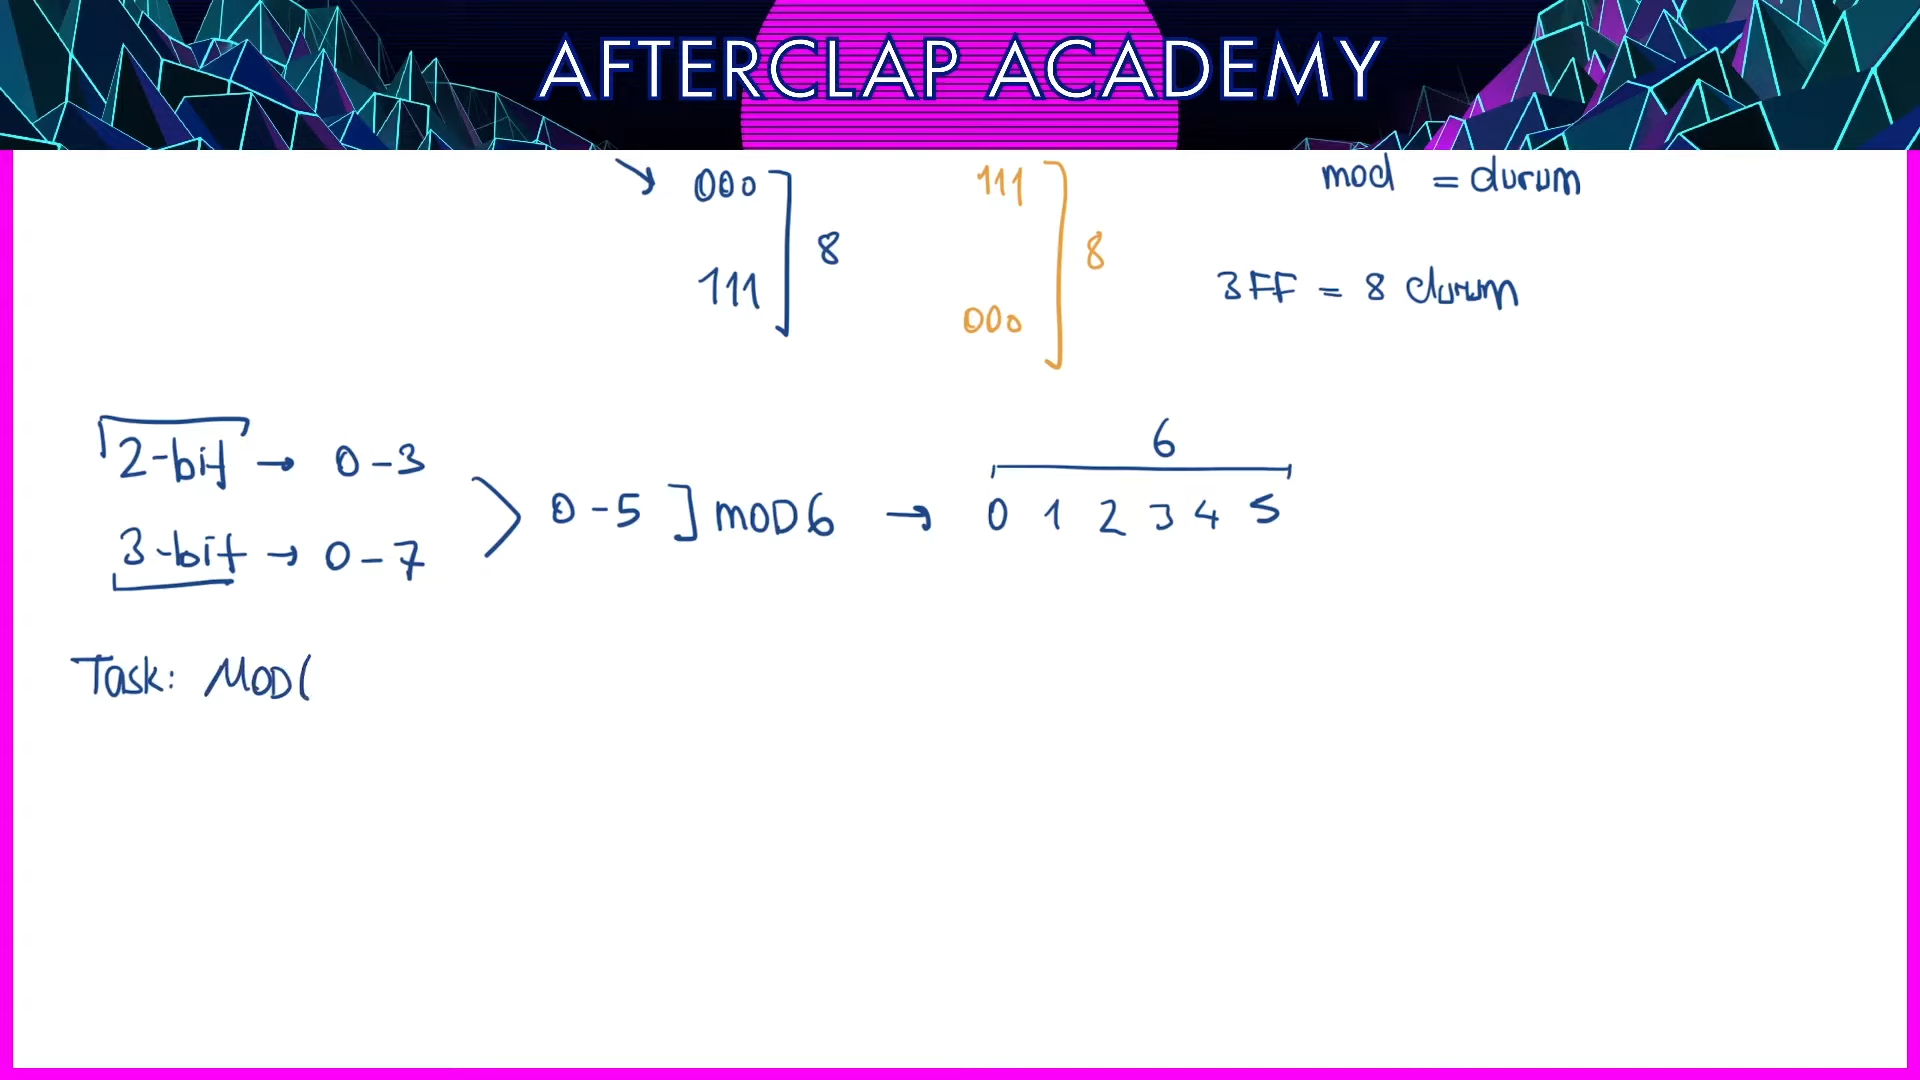 AFTERCLAP ACADEMY
000 ] 8 111 ] 8 mod = durum
111 000 3FF = 8 durum
6
2-bit → 0-3
0-5 ] MOD6 → 0 1 2 3 4 5
3-bit → 0-7
Task: MOD(